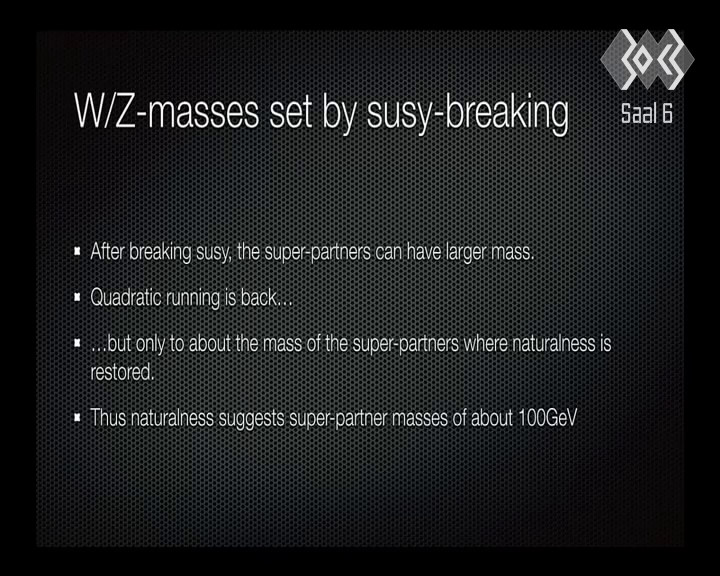 W/Z-masses set by susy-breaking
Saal 6
After breaking susy, the super-partners can have larger mass.
Quadratic running is back...
...but only to about the mass of the super-partners where naturalness is
restored.
Thus naturalness suggests super-partner masses of about 100GeV